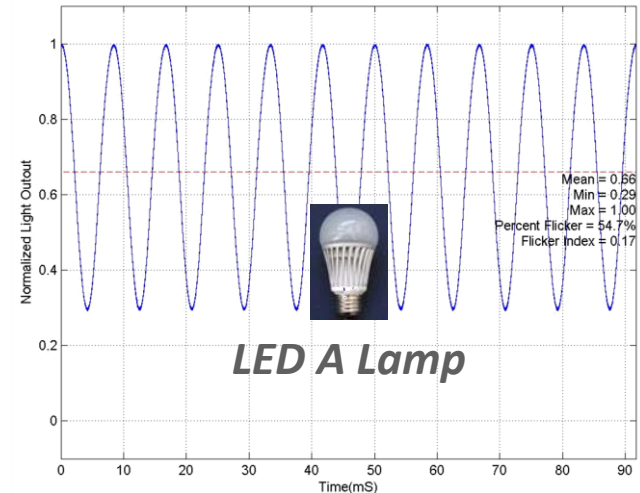 1
0.8
0.6
0.4
0.2
0
Normalized Light Outout
Mean = 0.66
Min = 0.29
Max = 1.00
Percent Flicker = 54.7%
Flicker Index = 0.17
LED A Lamp
0 10 20 30 40 50 60 70 80 90
Time(mS)